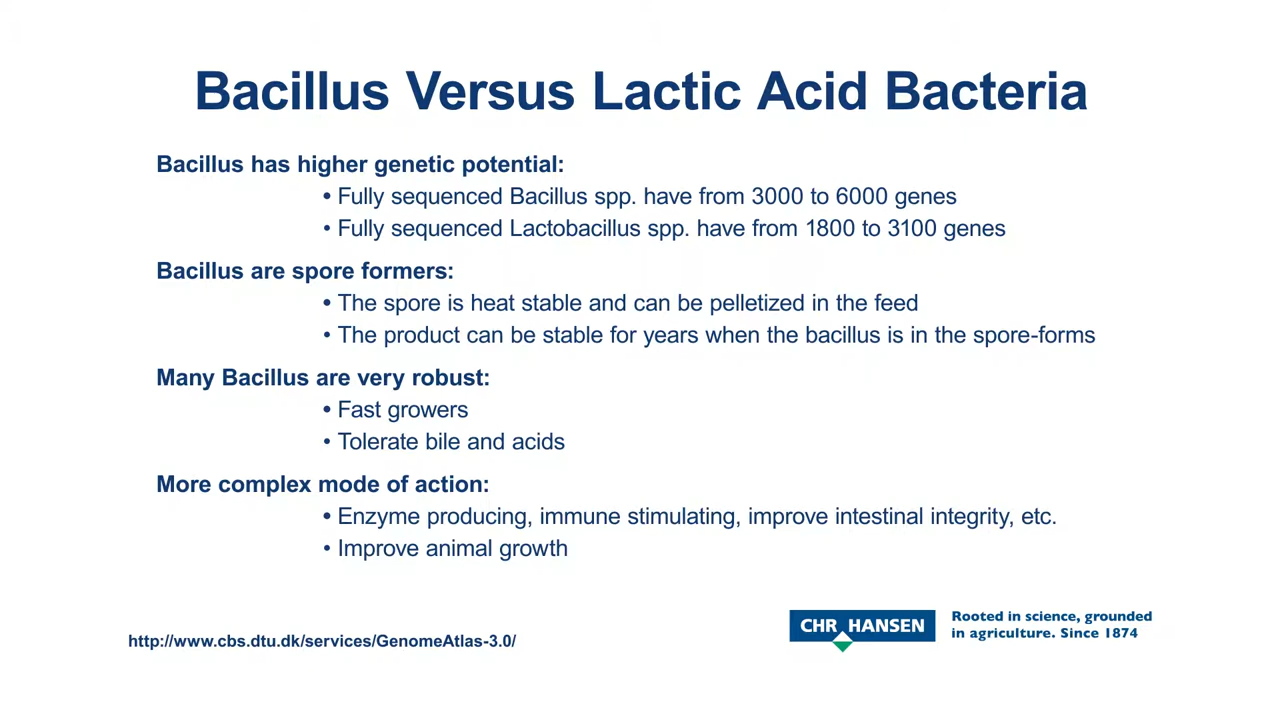 Bacillus Versus Lactic Acid Bacteria
Bacillus has higher genetic potential:
• Fully sequenced Bacillus spp. have from 3000 to 6000 genes
• Fully sequenced Lactobacillus spp. have from 1800 to 3100 genes
Bacillus are spore formers:
• The spore is heat stable and can be pelletized in the feed
• The product can be stable for years when the bacillus is in the spore-forms
Many Bacillus are very robust:
• Fast growers
• Tolerate bile and acids
More complex mode of action:
• Enzyme producing, immune stimulating, improve intestinal integrity, etc.
• Improve animal growth
http://www.cbs.dtu.dk/services/GenomeAtlas-3.0/
CHR HANSEN
Rooted in science, grounded
in agriculture. Since 1874